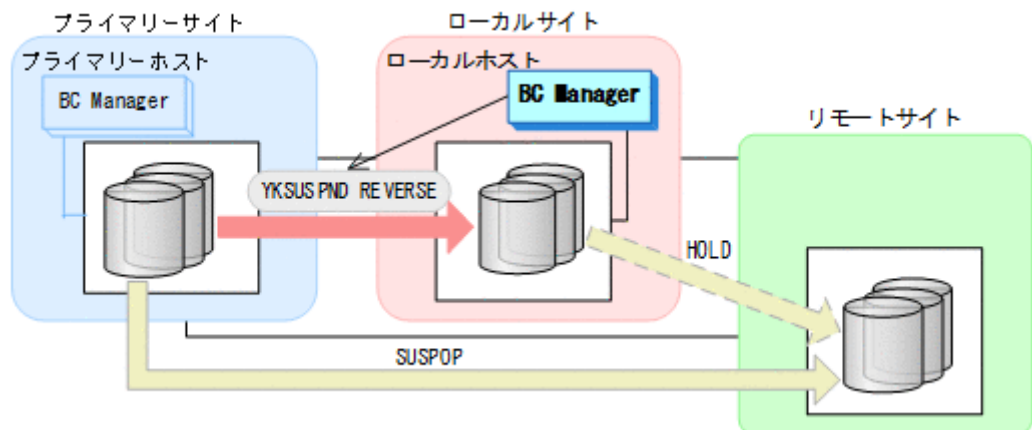 プライマリーサイト
ローカルサイト
プライマリーホスト
ローカルホスト
BC Manager
BC Manager
リモートサイト
YKSUSPND REVERSE
HOLD
SUSPOP